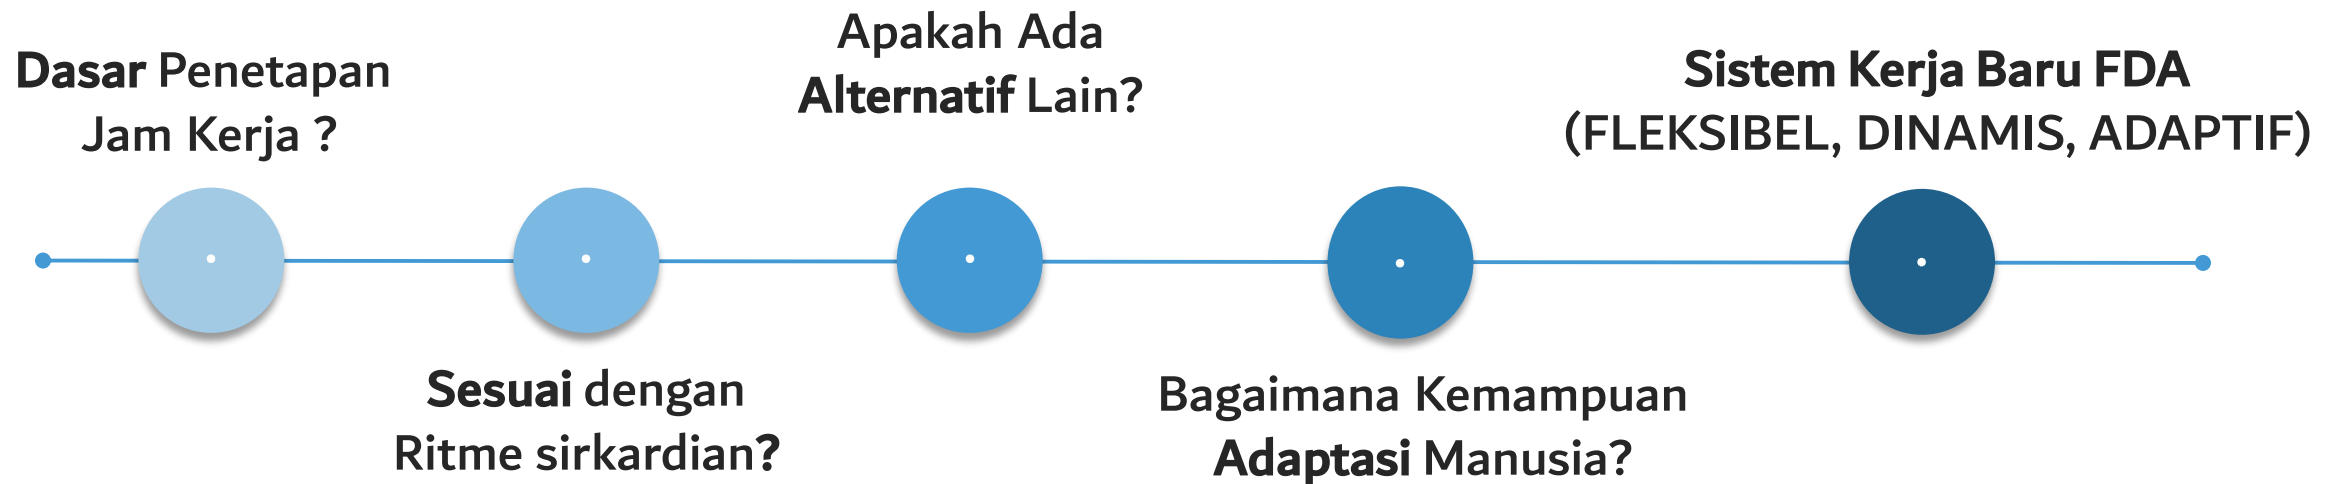 Dasar Penetapan
Jam Kerja ?
Sesuai dengan
Ritme sirkardian?
Apakah Ada
Alternatif Lain?
Bagaimana Kemampuan
Adaptasi Manusia?
Sistem Kerja Baru FDA
(FLEKSIBEL, DINAMIS, ADAPTIF)